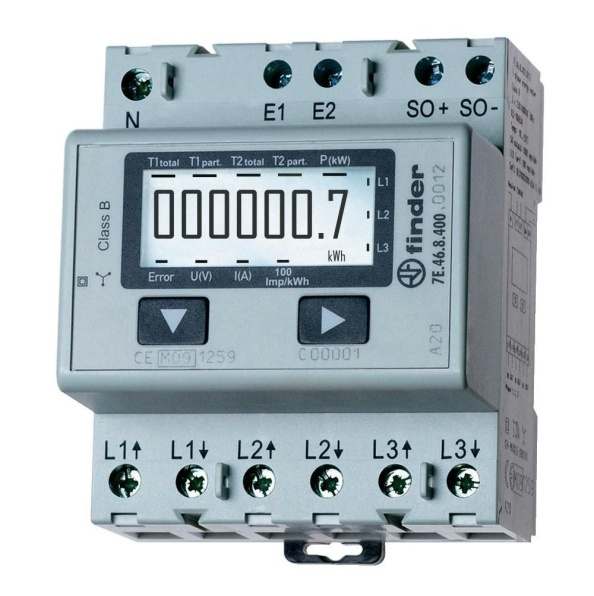 N E1 E2 SO+ SO-
T1 total T1 part. T2 total T2 part. P(kW)
000000.7
kWh
L1
L2
L3
Error U(V) I(A) 100 Imp/kWh
Class B
finder
7E.46.8.400.0012
CE M09 1259
C00001
A20
L1↑ L1↓ L2↑ L2↓ L3↑ L3↓